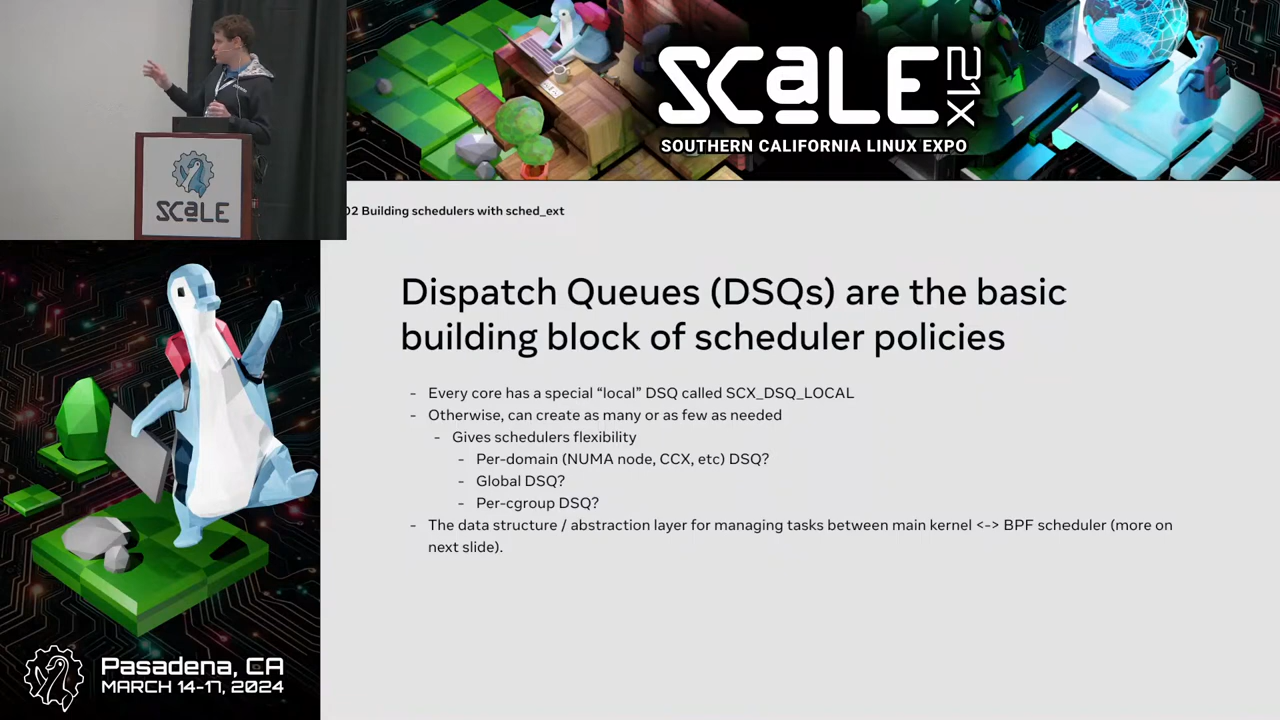 SCaLE 21X
SOUTHERN CALIFORNIA LINUX EXPO
SCaLE
02 Building schedulers with sched_ext
Dispatch Queues (DSQs) are the basic
building block of scheduler policies
- Every core has a special “local” DSQ called SCX_DSQ_LOCAL
- Otherwise, can create as many or as few as needed
- Gives schedulers flexibility
- Per-domain (NUMA node, CCX, etc) DSQ?
- Global DSQ?
- Per-cgroup DSQ?
- The data structure / abstraction layer for managing tasks between main kernel <-> BPF scheduler (more on
next slide).
Pasadena, CA
MARCH 14-17, 2024